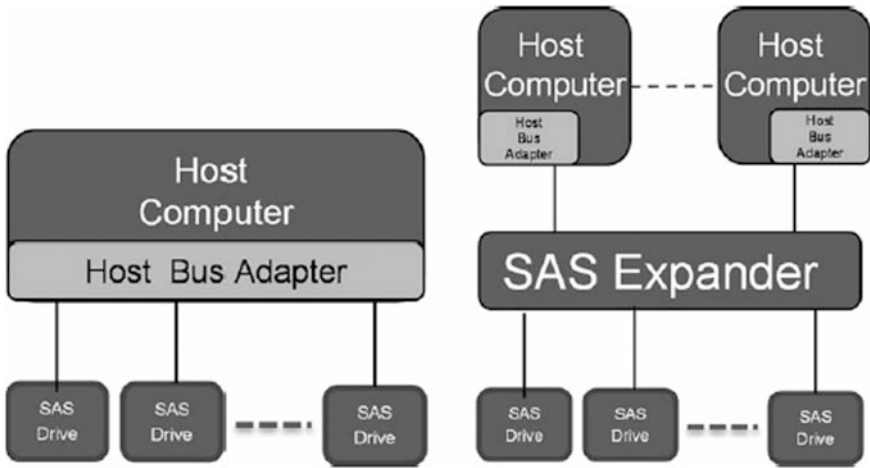 Host
Computer
Host Bus Adapter
SAS
Drive
SAS
Drive
SAS
Drive
Host
Computer
Host
Bus
Adapter
Host
Computer
Host
Bus
Adapter
SAS Expander
SAS
Drive
SAS
Drive
SAS
Drive